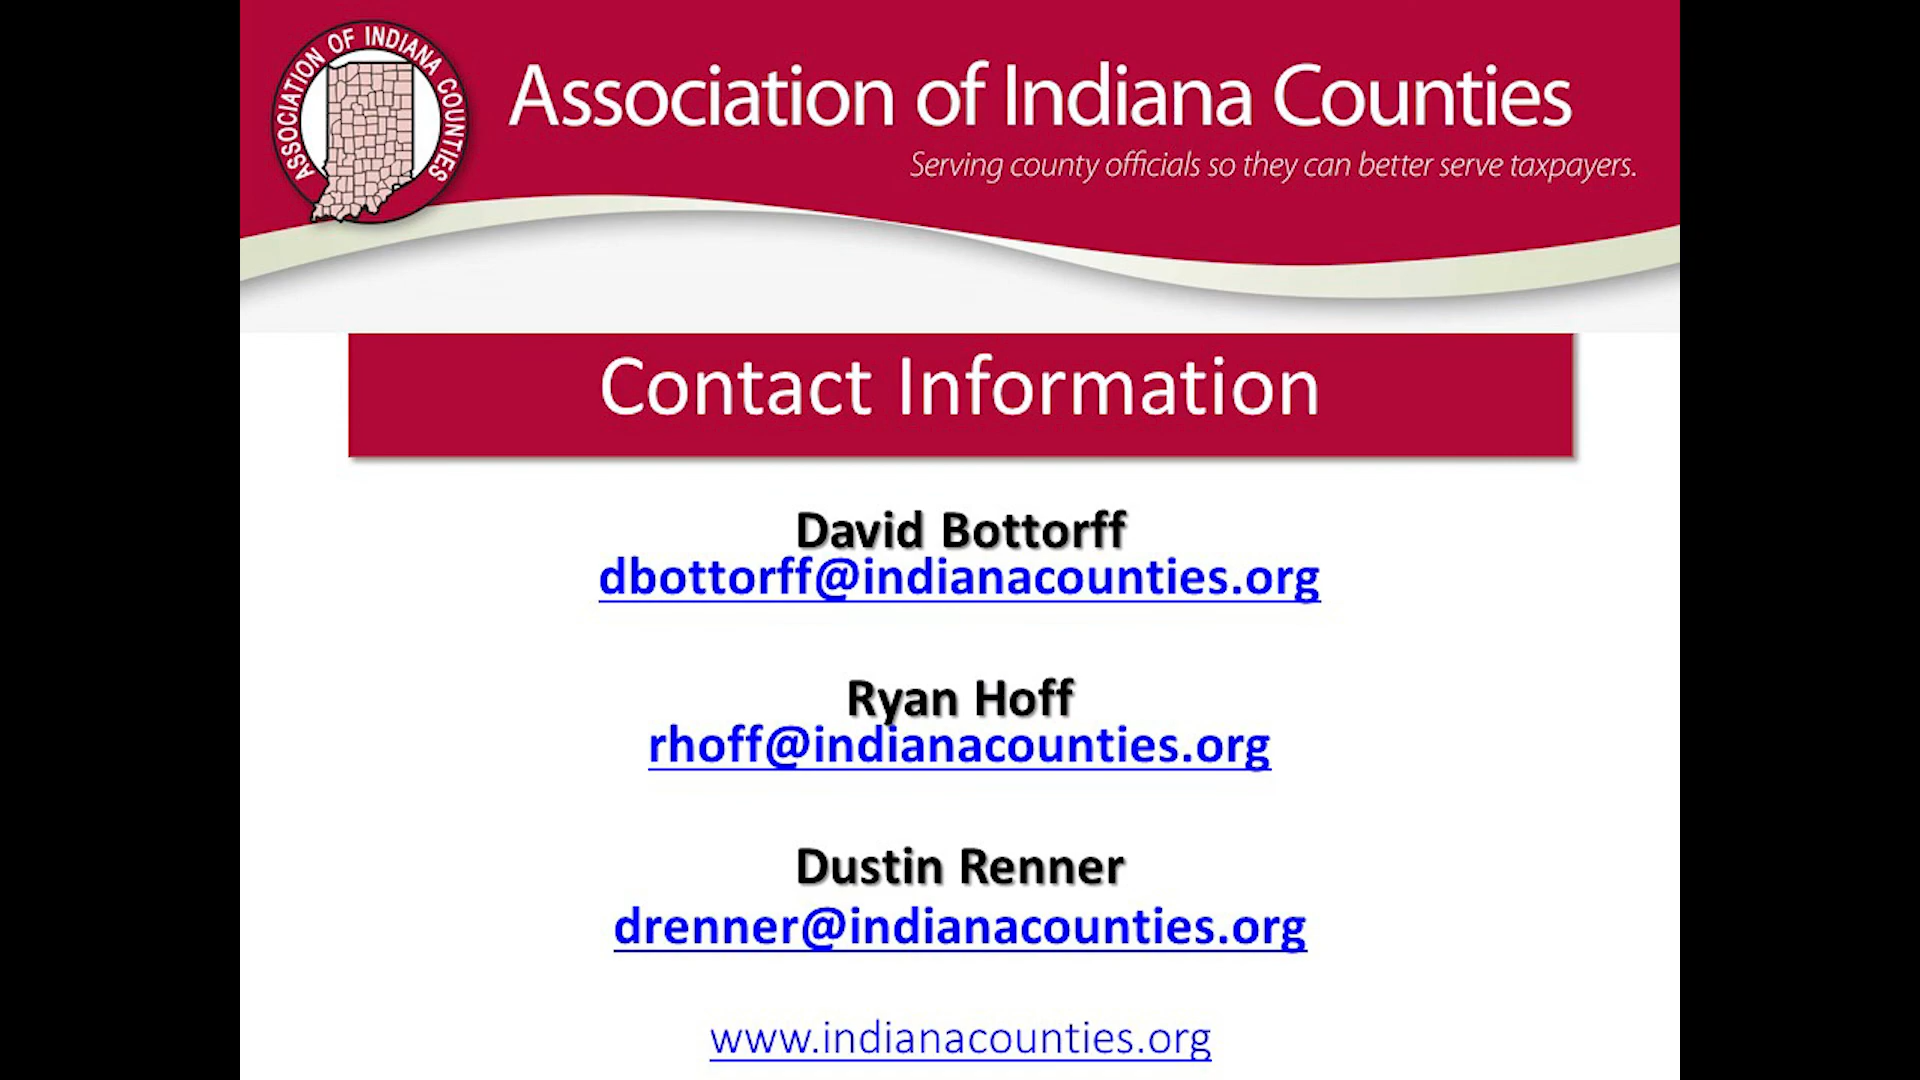 ASSOCIATION OF INDIANA COUNTIES
Association of Indiana Counties
Serving county officials so they can better serve taxpayers.
Contact Information
David Bottorff
dbottorff@indianacounties.org
Ryan Hoff
rhoff@indianacounties.org
Dustin Renner
drenner@indianacounties.org
www.indianacounties.org